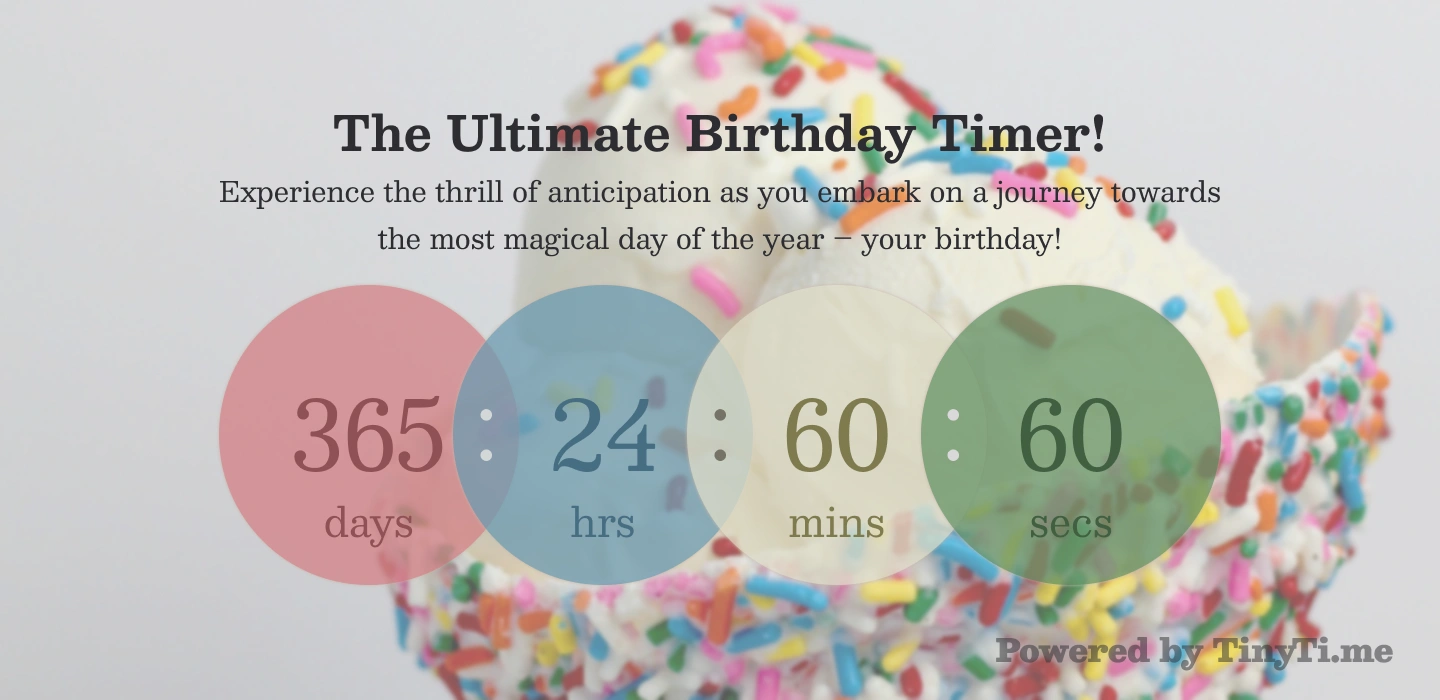 The Ultimate Birthday Timer!
Experience the thrill of anticipation as you embark on a journey towards
the most magical day of the year – your birthday!
365 : 24 : 60 : 60
days hrs mins secs
Powered by TinyTi.me